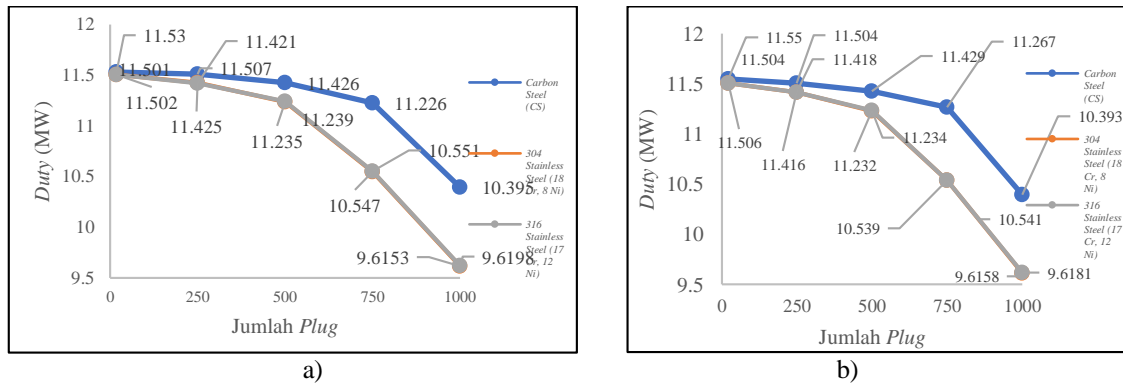 12
11.5
11
10.5
10
9.5
Duty (MW)
0
250
500
750
1000
Jumlah Plug
11.53
11.421
11.501
11.507
11.426
11.226
11.502
11.425
11.239
11.235
10.551
10.547
10.395
9.6153
9.6198
Carbon
Steel
(CS)
304
Stainless
Steel (18
Cr, 8 Ni)
316
Stainless
Steel (17
Cr, 12
Ni)
a)
12
11.5
11
10.5
10
9.5
Duty (MW)
0
250
500
750
1000
Jumlah Plug
11.55
11.504
11.504
11.418
11.429
11.267
11.506
11.416
11.234
11.232
10.393
10.541
10.539
9.6158
9.6181
Carbon
Steel
(CS)
304
Stainless
Steel (18
Cr, 8
Ni)
316
Stainless
Steel (17
Cr, 12
Ni)
b)